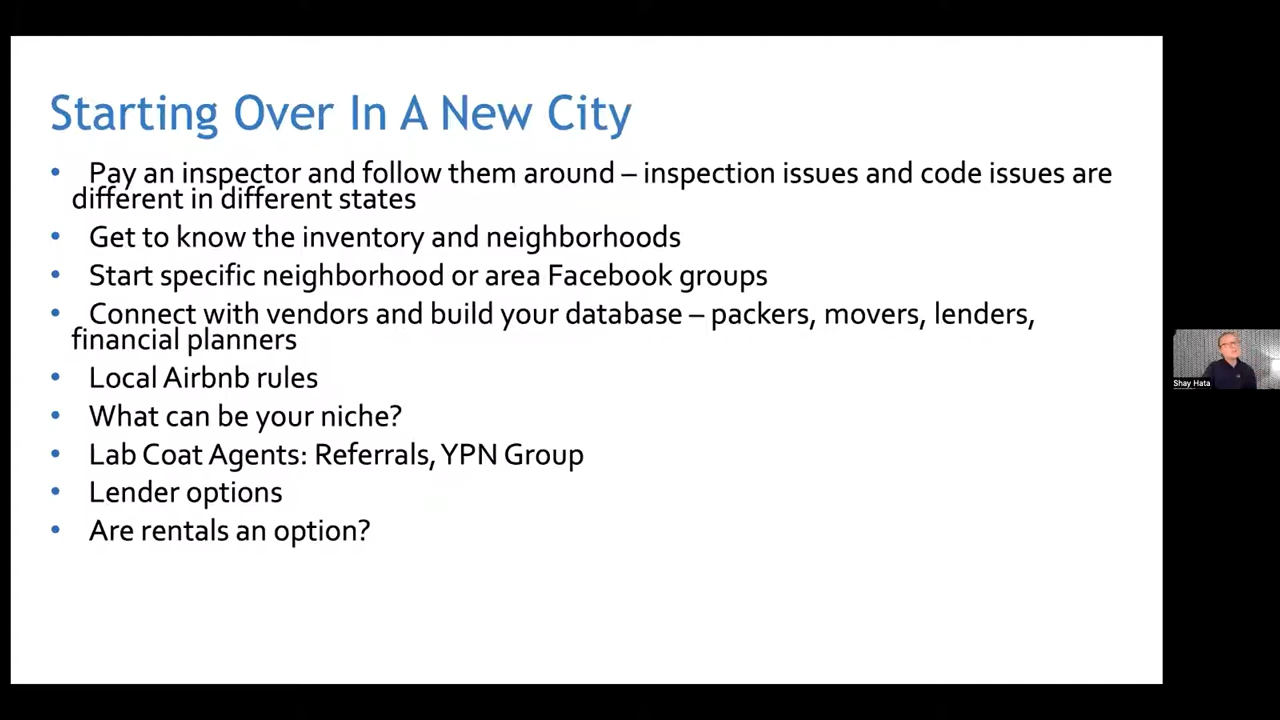 Starting Over In A New City
• Pay an inspector and follow them around – inspection issues and code issues are
different in different states
• Get to know the inventory and neighborhoods
• Start specific neighborhood or area Facebook groups
• Connect with vendors and build your database – packers, movers, lenders,
financial planners
• Local Airbnb rules
• What can be your niche?
• Lab Coat Agents: Referrals, YPN Group
• Lender options
• Are rentals an option?
Shay Hata